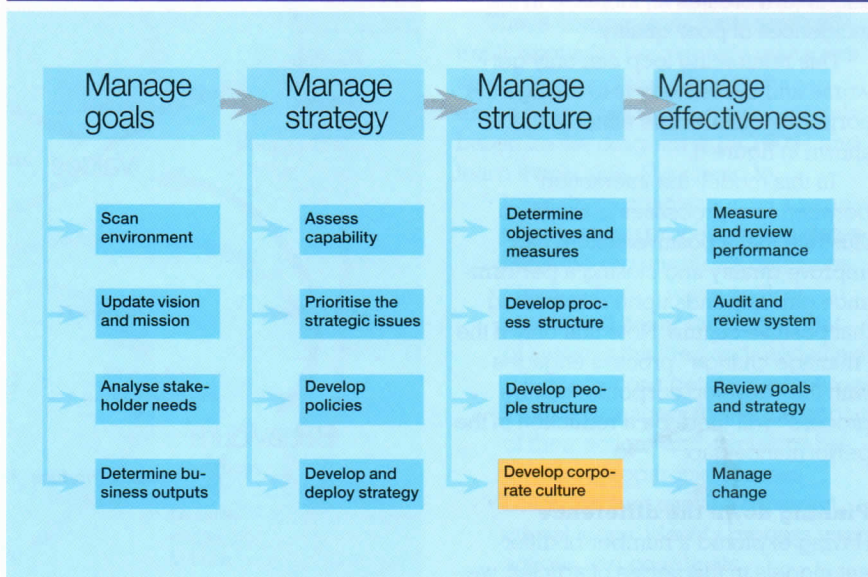 Manage
goals
Manage
strategy
Manage
structure
Manage
effectiveness
Scan
environment
Update vision
and mission
Analyse stake-
holder needs
Determine bu-
siness outputs
Assess
capability
Prioritise the
strategic issues
Develop
policies
Develop and
deploy strategy
Determine
objectives and
measures
Develop proc-
ess structure
Develop peo-
ple structure
Develop corpo-
rate culture
Measure
and review
performance
Audit and
review system
Review goals
and strategy
Manage
change